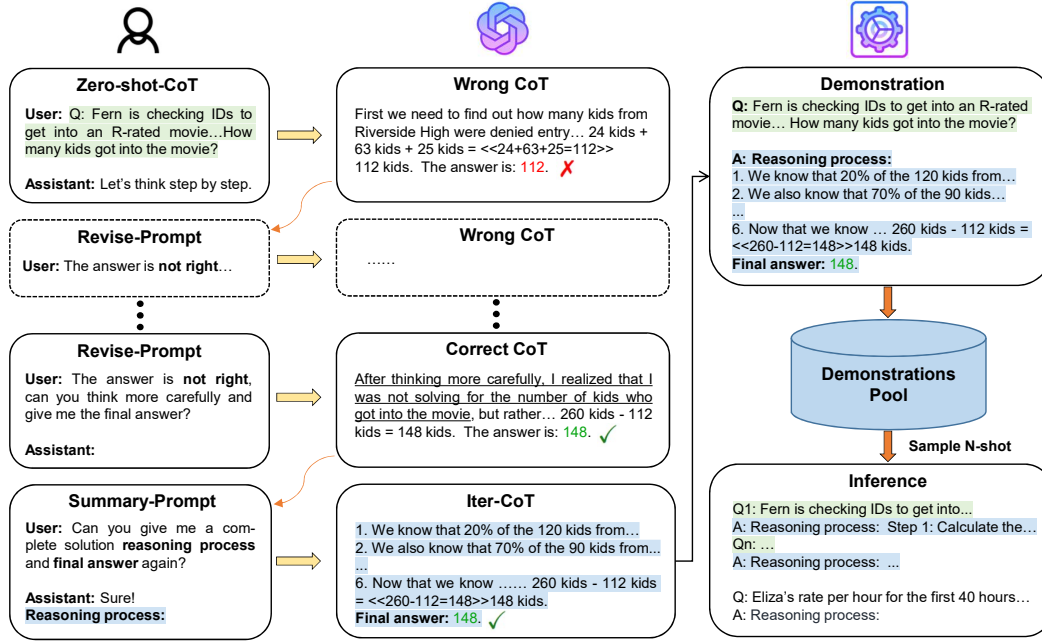 Zero-shot-CoT
User: Q: Fern is checking IDs to
get into an R-rated movie…How
many kids got into the movie?
Assistant: Let's think step by step.
Wrong CoT
First we need to find out how many kids from
Riverside High were denied entry… 24 kids +
63 kids + 25 kids = <<24+63+25=112>>
112 kids. The answer is: 112. ✗
Revise-Prompt
User: The answer is not right…
Wrong CoT
……
Revise-Prompt
User: The answer is not right,
can you think more carefully and
give me the final answer?
Assistant:
Correct CoT
After thinking more carefully, I realized that I
was not solving for the number of kids who
got into the movie, but rather… 260 kids - 112
kids = 148 kids. The answer is: 148. ✓
Summary-Prompt
User: Can you give me a com-
plete solution reasoning process
and final answer again?
Assistant: Sure!
Reasoning process:
Iter-CoT
1. We know that 20% of the 120 kids from…
2. We also know that 70% of the 90 kids from...
...
6. Now that we know …… 260 kids - 112 kids
= <<260-112=148>>148 kids.
Final answer: 148. ✓
Demonstration
Q: Fern is checking IDs to get into an R-rated
movie… How many kids got into the movie?
A: Reasoning process:
1. We know that 20% of the 120 kids from…
2. We also know that 70% of the 90 kids…
...
6. Now that we know … 260 kids - 112 kids =
<<260-112=148>>148 kids.
Final answer: 148.
Demonstrations
Pool
Sample N-shot
Inference
Q1: Fern is checking IDs to get into...
A: Reasoning process: Step 1: Calculate the…
Qn: …
A: Reasoning process: ...
Q: Eliza's rate per hour for the first 40 hours…
A: Reasoning process: